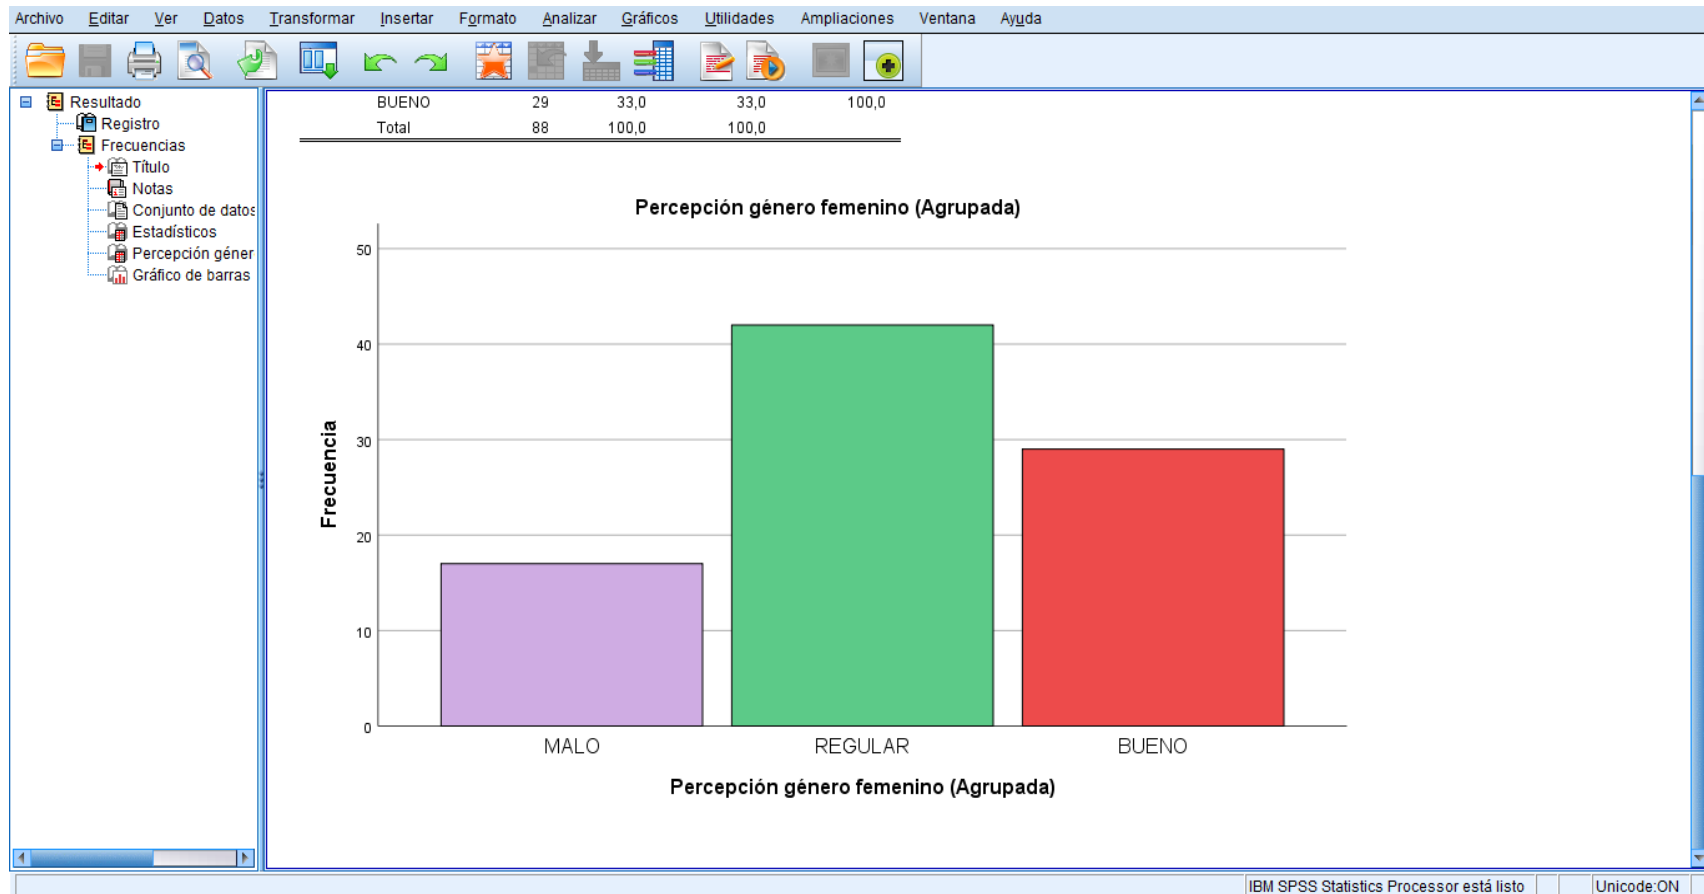 Archivo Editar Ver Datos Transformar Insertar Formato Analizar Gráficos Utilidades Ampliaciones Ventana Ayuda
Resultado
Registro
Frecuencias
Título
Notas
Conjunto de datos
Estadísticos
Percepción géner
Gráfico de barras
BUENO 29 33,0 33,0 100,0
Total 88 100,0 100,0
Percepción género femenino (Agrupada)
50
40
30
20
10
0
Frecuencia
MALO REGULAR BUENO
Percepción género femenino (Agrupada)
IBM SPSS Statistics Processor está listo Unicode:ON